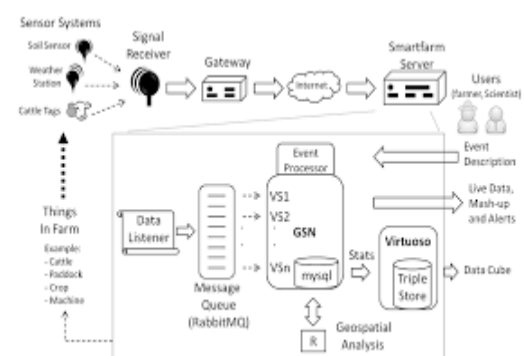 Sensor Systems
Soil Sensor
Weather
Station
Cattle Tags
Signal
Receiver
Gateway
Internet
Smartfarm
Server
Users
(farmer, Scientist)
Event
Description
Live Data,
Mash-up
and Alerts
Things
In Farm
Example:
- Cattle
- Paddock
- Crop
- Machine
Data
Listener
Message
Queue
(RabbitMQ)
Event
Processor
VS1
VS2
GSN
VSn
mysql
Stats
Virtuoso
Triple
Store
Data Cube
R
Geospatial
Analysis